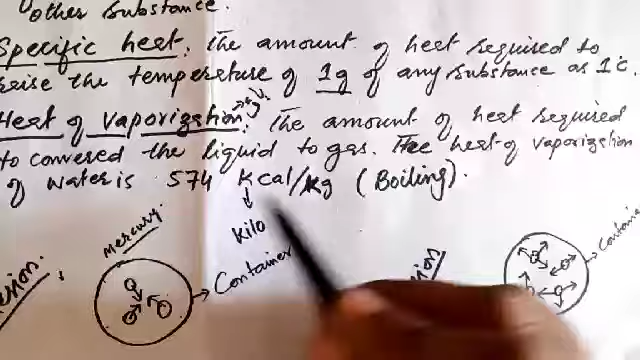 other substance.
Specific heat. The amount of heat required to
raise the temperature of 1g of any substance as 1°C.
Heat of vaporization. The amount of heat required
to convered the liquid to gas. The heat of vaporization
of water is 574 Kcal/kg (Boiling).
Kilo
Mercury
Container